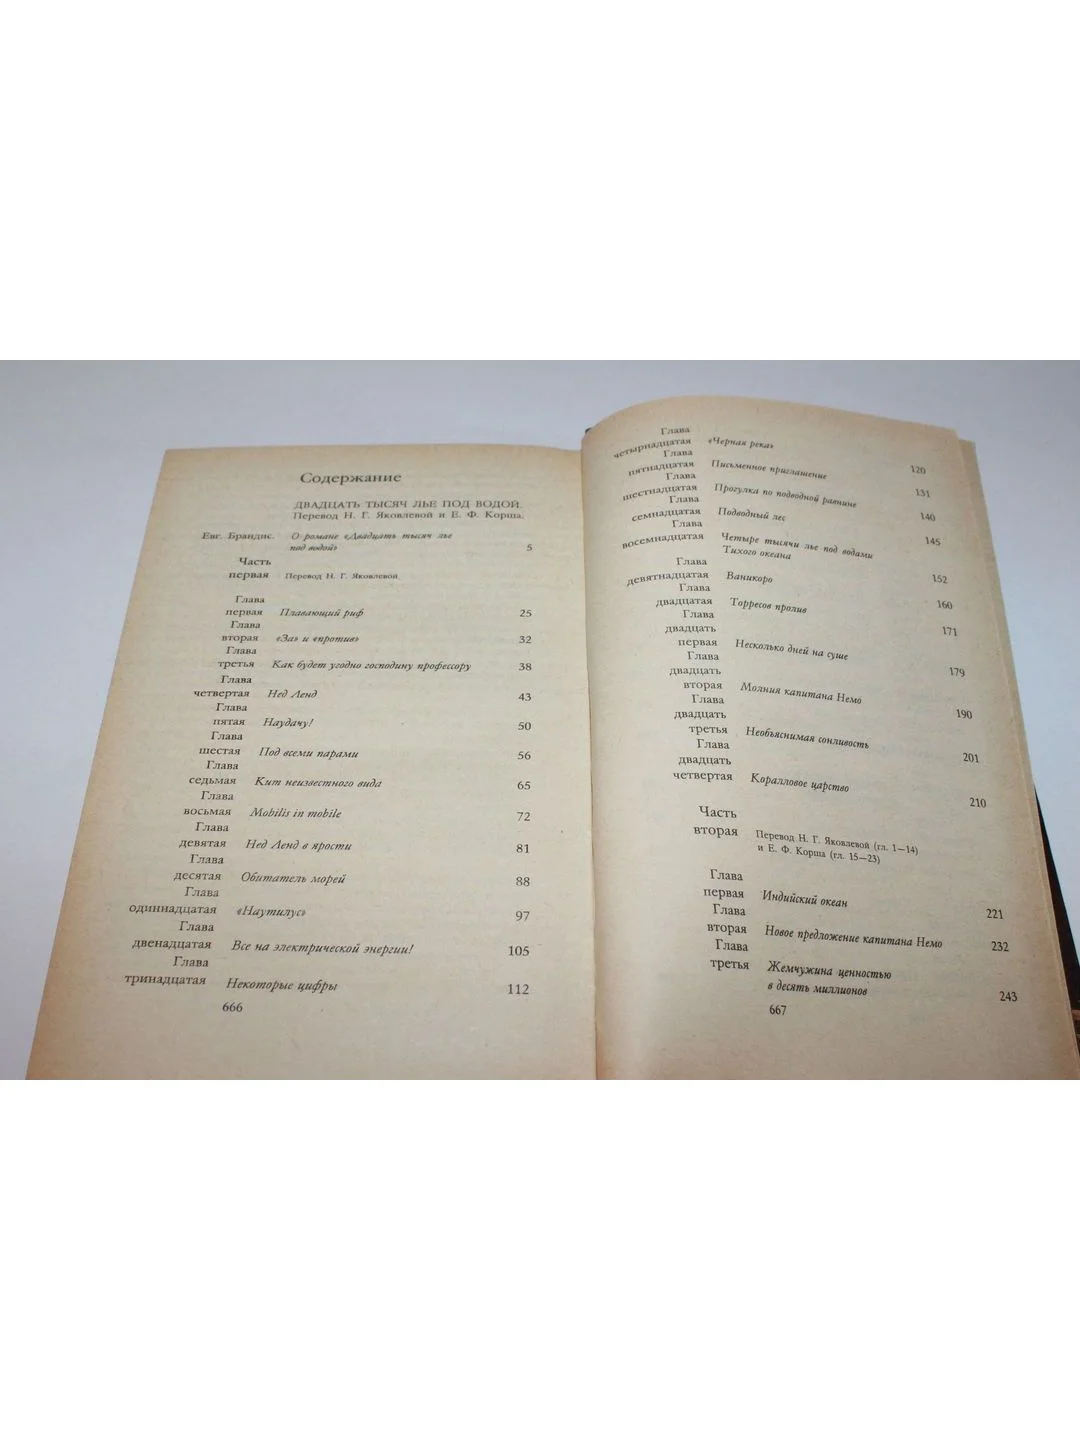 Содержание
ДВАДЦАТЬ ТЫСЯЧ ЛЬЕ ПОД ВОДОЙ.
Перевод Н. Г. Яковлевой и Е. Ф. Корша.
Евг. Брандис. О романе «Двадцать тысяч лье
под водой» 5
Часть
первая Перевод Н. Г. Яковлевой
Глава
первая Плавающий риф 25
Глава
вторая «За» и «против» 32
Глава
третья Как будет угодно господину профессору 38
Глава
четвертая Нед Ленд 43
Глава
пятая Наудачу! 50
Глава
шестая Под всеми парами 56
Глава
седьмая Кит неизвестного вида 65
Глава
восьмая Mobilis in mobile 72
Глава
девятая Нед Ленд в ярости 81
Глава
десятая Обитатель морей 88
Глава
одиннадцатая «Наутилус» 97
Глава
двенадцатая Все на электрической энергии! 105
Глава
тринадцатая Некоторые цифры 112
666
Глава
четырнадцатая «Черная река» 120
Глава
пятнадцатая Письменное приглашение 131
Глава
шестнадцатая Прогулка по подводной равнине 140
Глава
семнадцатая Подводный лес 145
Глава
восемнадцатая Четыре тысячи лье под водами
Тихого океана 152
Глава
девятнадцатая Ваникоро 160
Глава
двадцатая Торресов пролив 171
Глава
двадцать
первая Несколько дней на суше 179
Глава
двадцать
вторая Молния капитана Немо 190
Глава
двадцать
третья Необъяснимая сонливость 201
Глава
двадцать
четвертая Коралловое царство 210
Часть
вторая Перевод Н. Г. Яковлевой (гл. 1—14)
и Е. Ф. Корша (гл. 15—23)
Глава
первая Индийский океан 221
Глава
вторая Новое предложение капитана Немо 232
Глава
третья Жемчужина ценностью
в десять миллионов 243
667